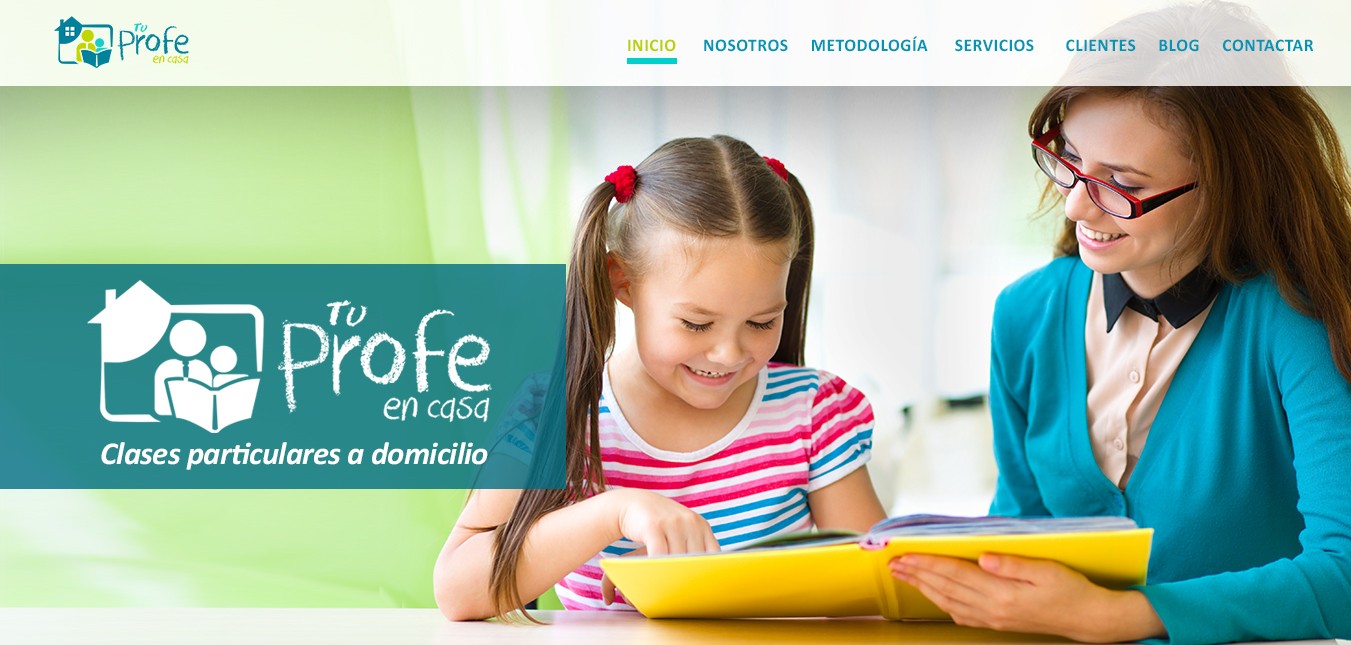 Tu
Profe
en casa
INICIO NOSOTROS METODOLOGÍA SERVICIOS CLIENTES BLOG CONTACTAR
Tu
Profe
en casa
Clases particulares a domicilio